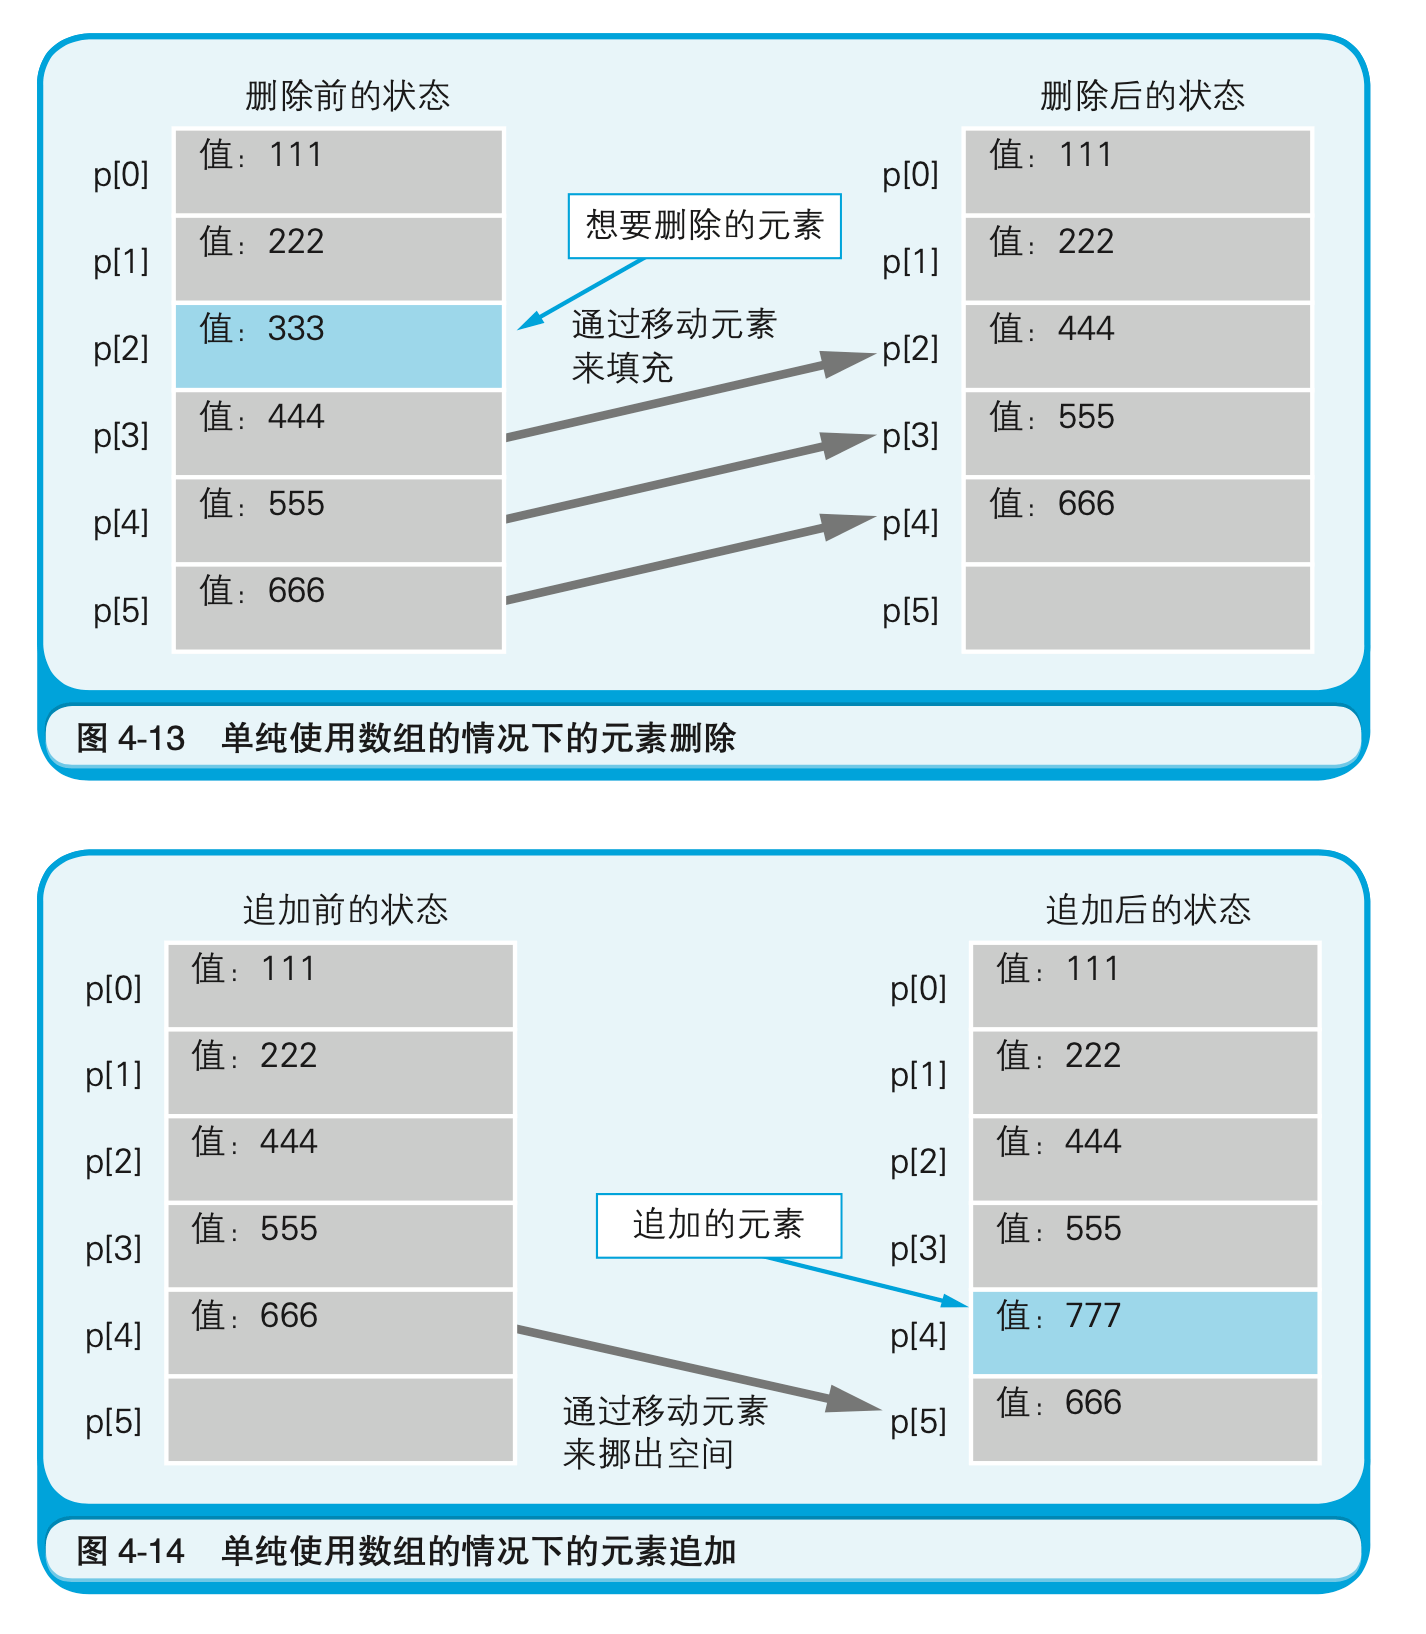 删除前的状态
删除后的状态
p[0] 值：111
p[1] 值：222
p[2] 值：333
p[3] 值：444
p[4] 值：555
p[5] 值：666
想要删除的元素
通过移动元素
来填充
p[0] 值：111
p[1] 值：222
p[2] 值：444
p[3] 值：555
p[4] 值：666
p[5]
图 4-13 单纯使用数组的情况下的元素删除
追加前的状态
追加后的状态
p[0] 值：111
p[1] 值：222
p[2] 值：444
p[3] 值：555
p[4] 值：666
p[5]
追加的元素
通过移动元素
来挪出空间
p[0] 值：111
p[1] 值：222
p[2] 值：444
p[3] 值：555
p[4] 值：777
p[5] 值：666
图 4-14 单纯使用数组的情况下的元素追加